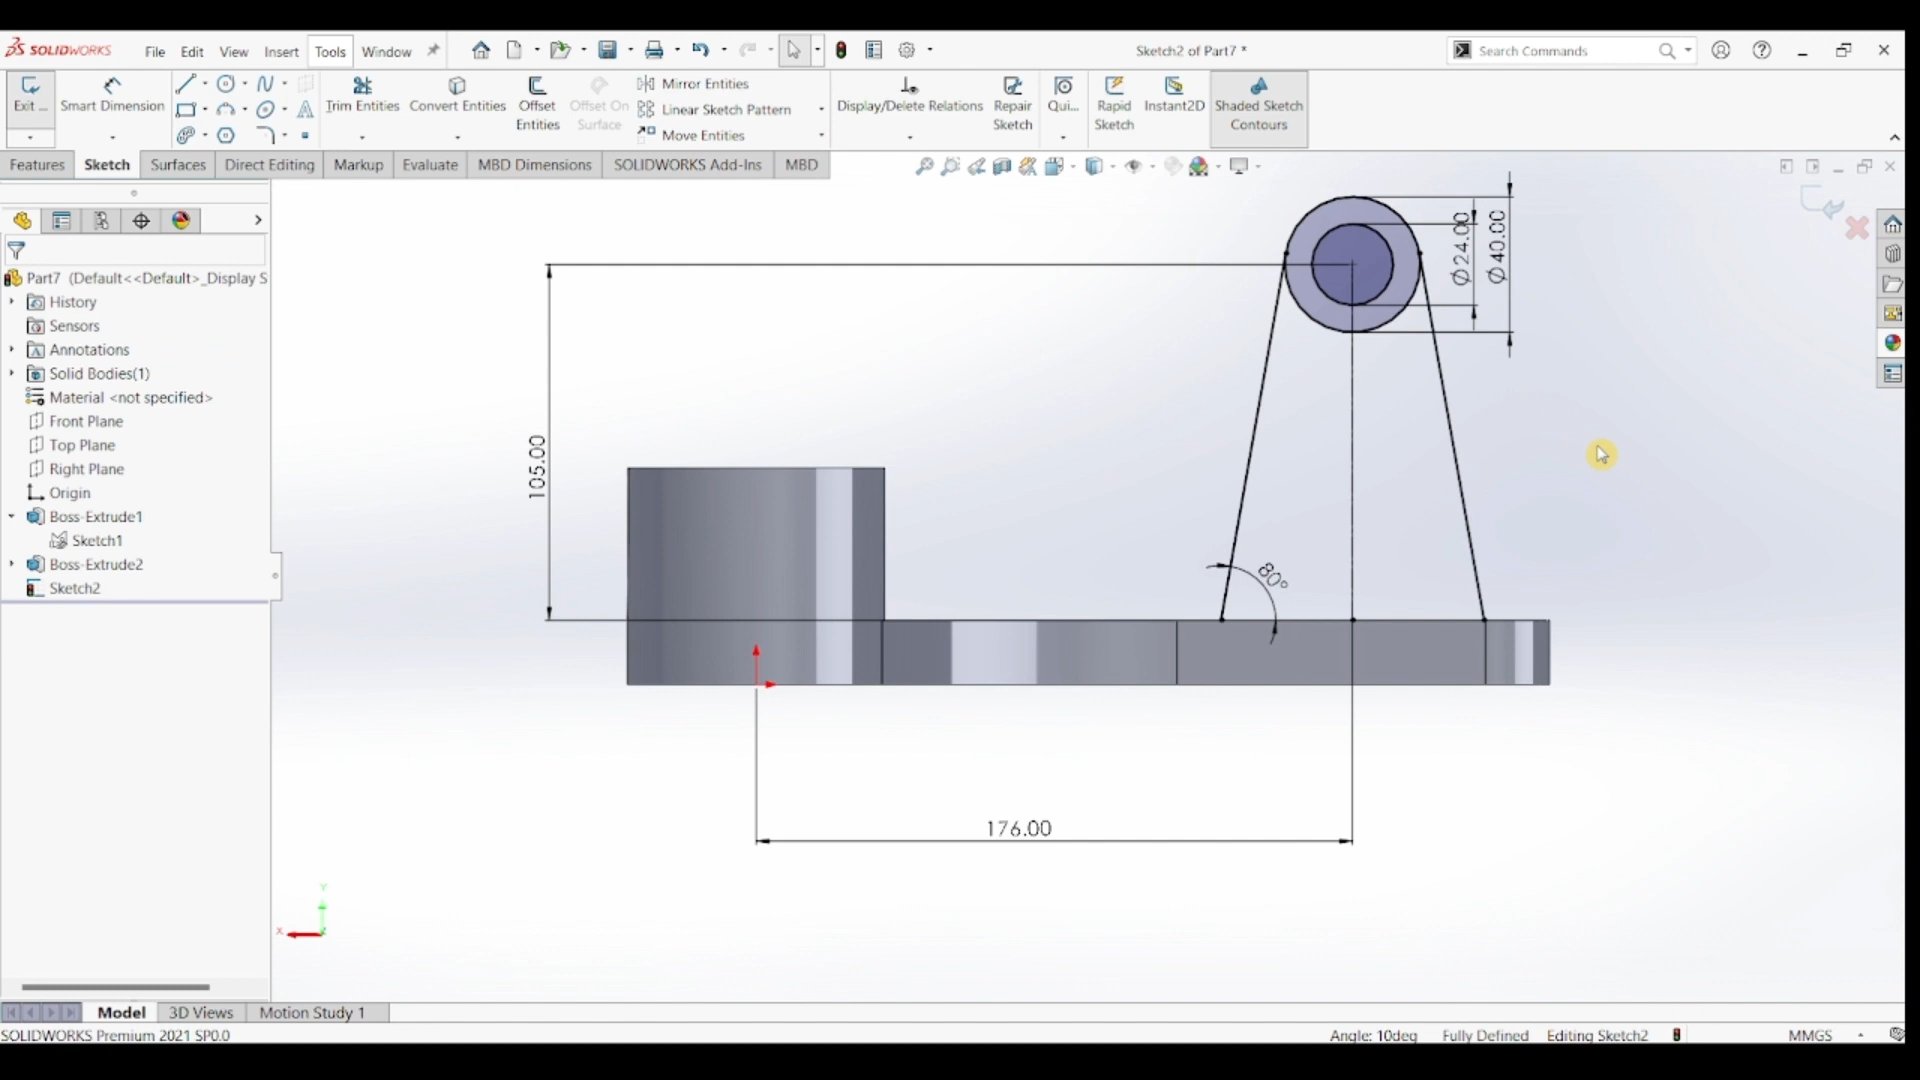 SOLIDWORKS
File Edit View Insert Tools Window
Sketch2 of Part7 *
Search Commands
Exit ...
Smart Dimension
Trim Entities
Convert Entities
Offset Entities
Offset On Surface
Mirror Entities
Linear Sketch Pattern
Move Entities
Display/Delete Relations
Repair Sketch
Qui...
Rapid Sketch
Instant2D
Shaded Sketch Contours
Features Sketch Surfaces Direct Editing Markup Evaluate MBD Dimensions SOLIDWORKS Add-Ins MBD
Part7 (Default<<Default>_Display S
History
Sensors
Annotations
Solid Bodies(1)
Material <not specified>
Front Plane
Top Plane
Right Plane
Origin
Boss-Extrude1
Sketch1
Boss-Extrude2
Sketch2
Ø24.00
Ø40.00
105.00
80°
176.00
Y
X
Model 3D Views Motion Study 1
SOLIDWORKS Premium 2021 SP0.0
Angle: 10deg Fully Defined Editing Sketch2 MMGS